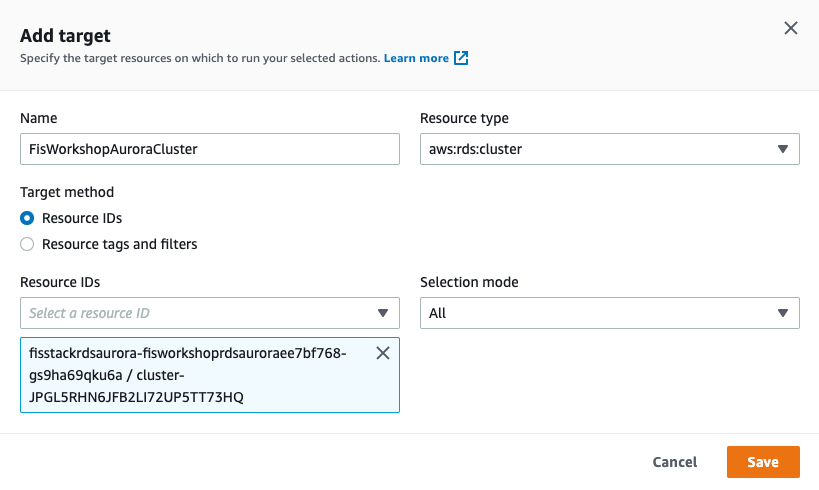 Add target
Specify the target resources on which to run your selected actions. Learn more
Name
Resource type
FisWorkshopAuroraCluster
aws:rds:cluster
Target method
Resource IDs
Resource tags and filters
Resource IDs
Selection mode
Select a resource ID
All
fisstackrdsaurora-fisworkshoprdsauroraee7bf768-
gs9ha69qku6a / cluster-
JPGL5RHN6JFB2LI72UP5TT73HQ
Cancel
Save